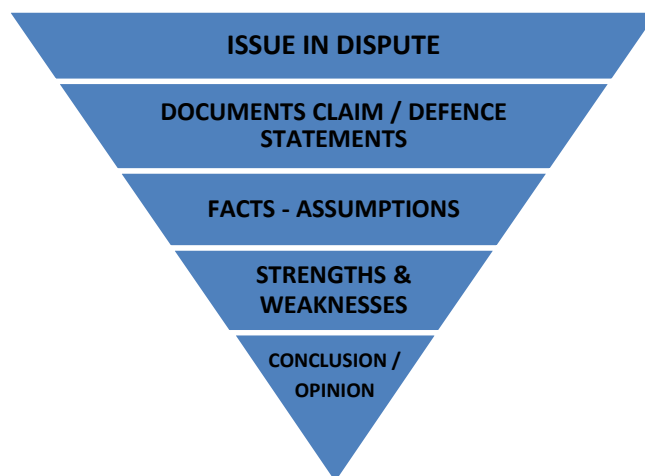 ISSUE IN DISPUTE
DOCUMENTS CLAIM / DEFENCE
STATEMENTS
FACTS - ASSUMPTIONS
STRENGTHS &
WEAKNESSES
CONCLUSION /
OPINION